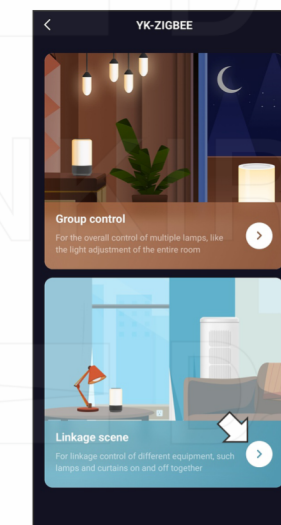 YK-ZIGBEE
Group control
For the overall control of multiple lamps, like
the light adjustment of the entire room
Linkage scene
For linkage control of different equipment, such
lamps and curtains on and off together